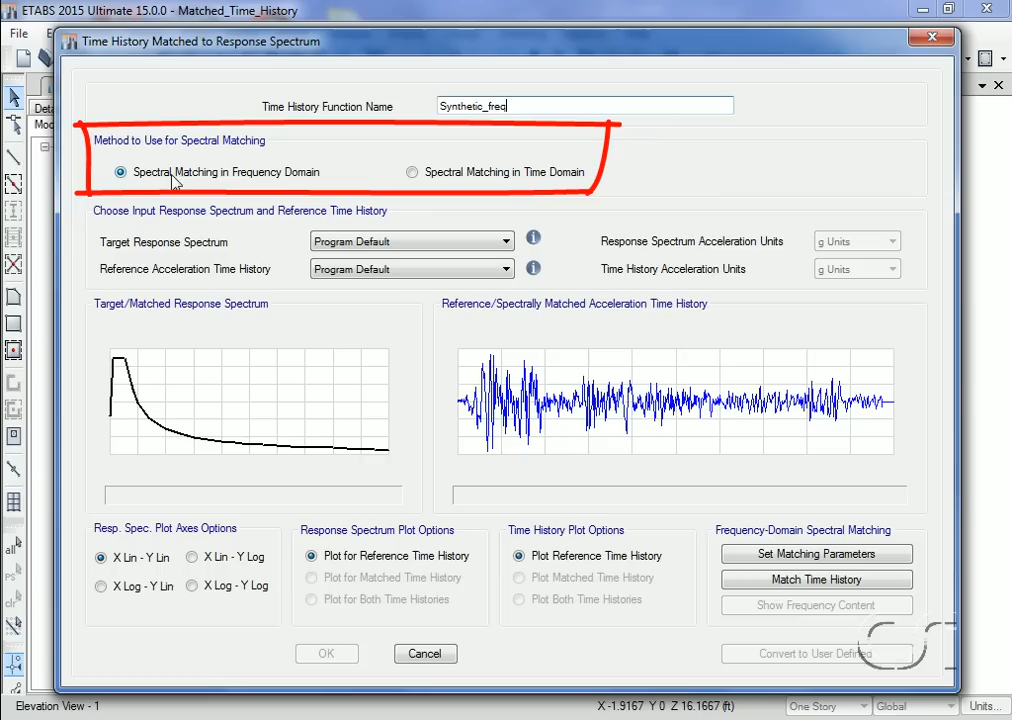 ETABS 2015 Ultimate 15.0.0 - Matched_Time_History
File
Time History Matched to Response Spectrum
Time History Function Name
Synthetic_freq
Method to Use for Spectral Matching
Spectral Matching in Frequency Domain
Spectral Matching in Time Domain
Choose Input Response Spectrum and Reference Time History
Target Response Spectrum
Program Default
Response Spectrum Acceleration Units
g Units
Reference Acceleration Time History
Program Default
Time History Acceleration Units
g Units
Target/Matched Response Spectrum
Reference/Spectrally Matched Acceleration Time History
Resp. Spec. Plot Axes Options
X Lin - Y Lin
X Lin - Y Log
X Log - Y Lin
X Log - Y Log
Response Spectrum Plot Options
Plot for Reference Time History
Plot for Matched Time History
Plot for Both Time Histories
Time History Plot Options
Plot Reference Time History
Plot Matched Time History
Plot Both Time Histories
Frequency-Domain Spectral Matching
Set Matching Parameters
Match Time History
Show Frequency Content
OK
Cancel
Convert to User Defined
all
PS
clr
Elevation View - 1
X -1.9167 Y 0 Z 16.1667 (ft)
One Story
Global
Units...